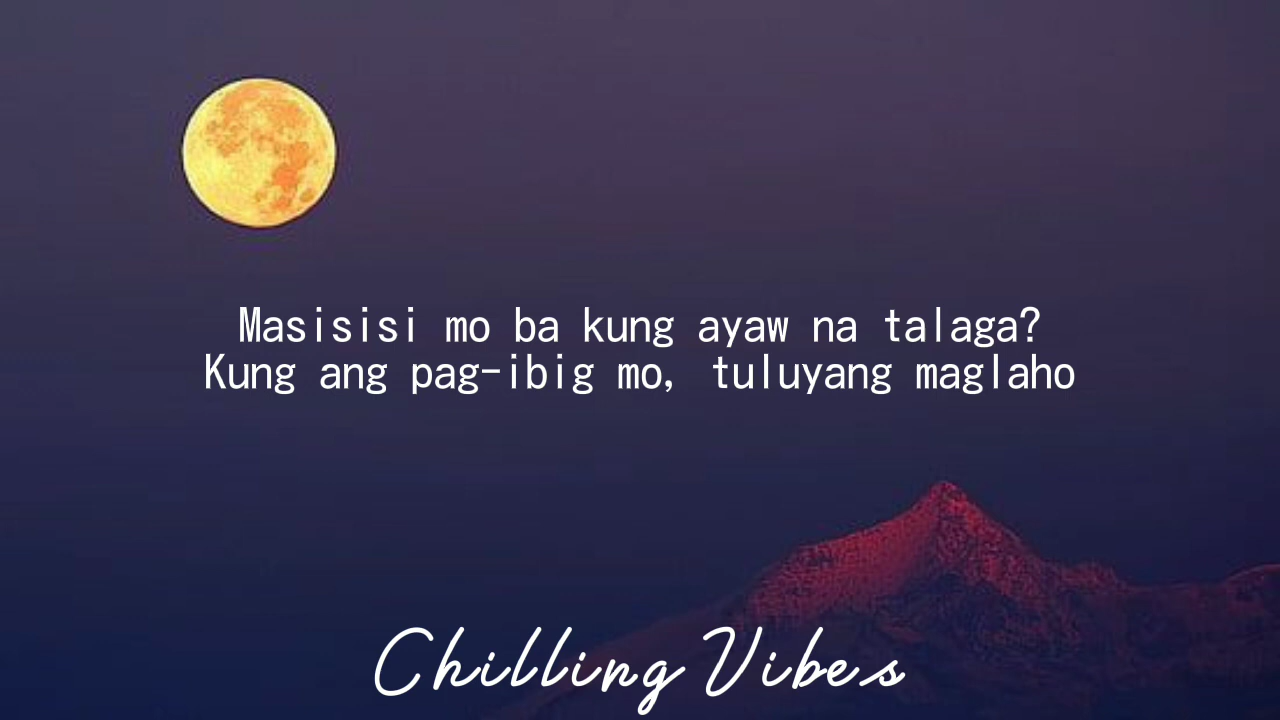 Masisisi mo ba kung ayaw na talaga?
Kung ang pag-ibig mo, tuluyang maglaho
Chilling Vibes